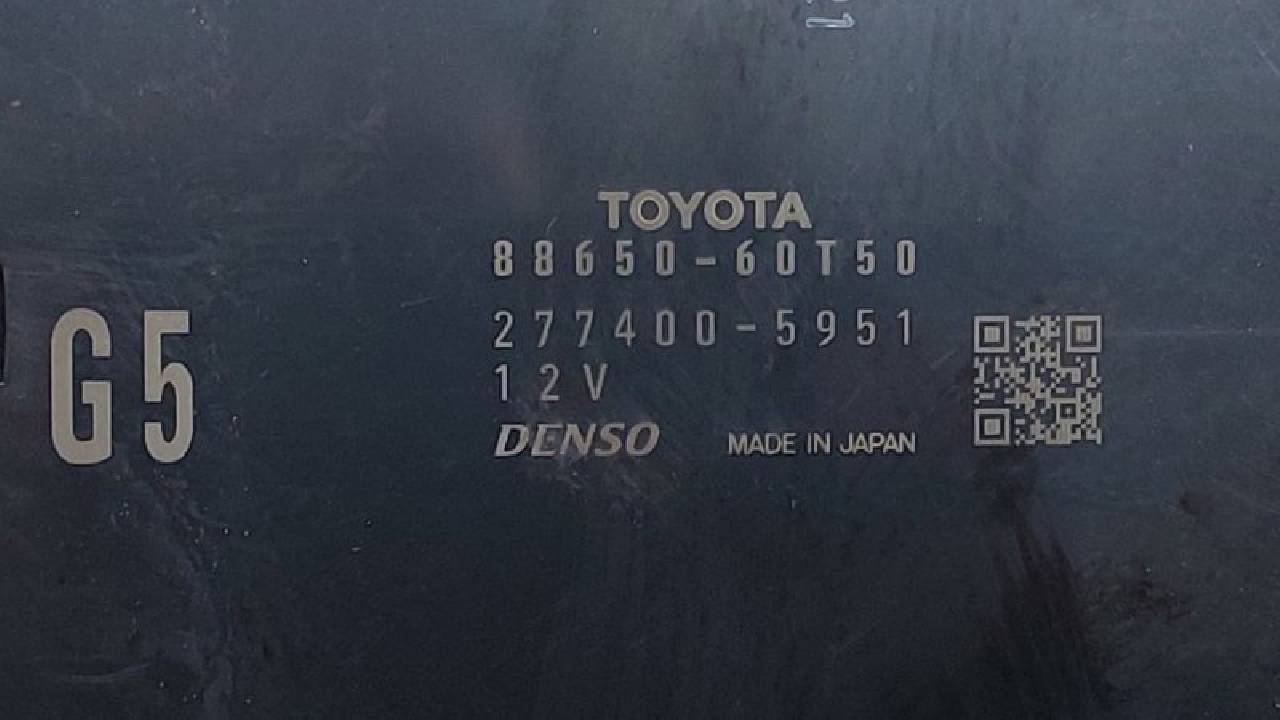 TOYOTA
88650-60T50
G5
277400-5951
12V
DENSO MADE IN JAPAN